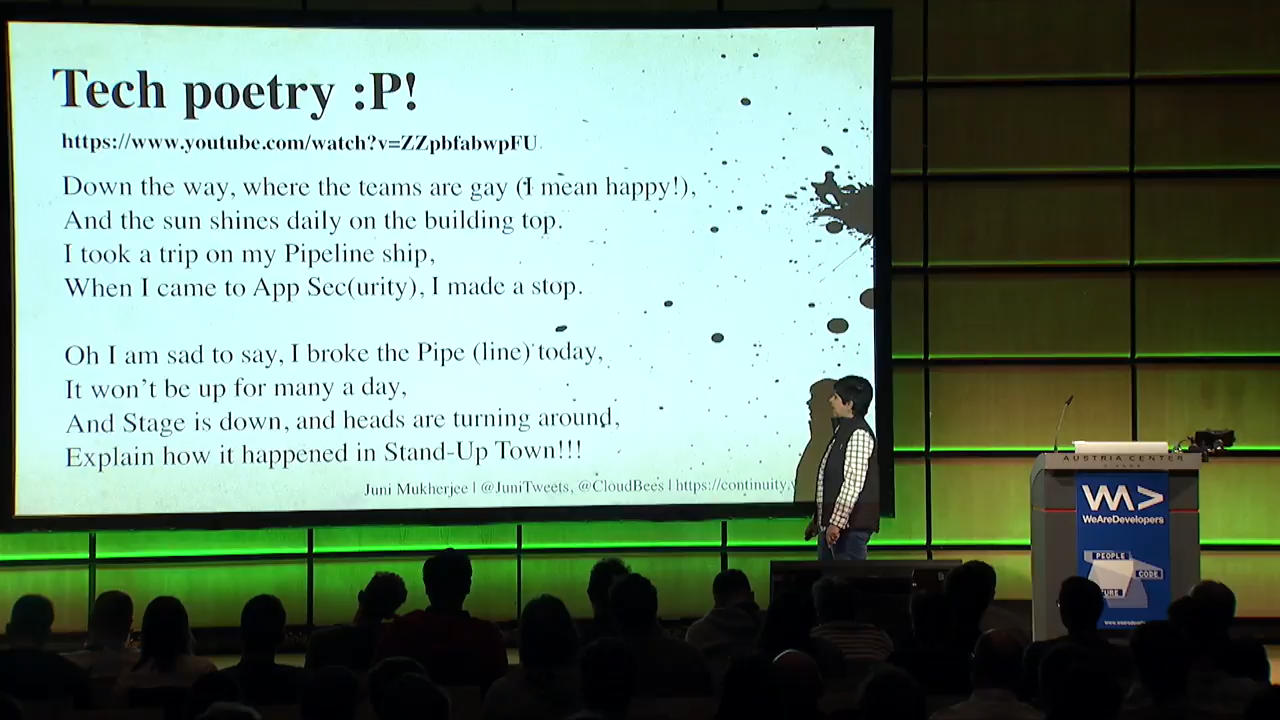 Tech poetry :P!
https://www.youtube.com/watch?v=ZZpbfabwpFU
Down the way, where the teams are gay (I mean happy!),
And the sun shines daily on the building top.
I took a trip on my Pipeline ship,
When I came to App Sec(urity), I made a stop.
Oh I am sad to say, I broke the Pipe (line) today,
It won't be up for many a day,
And Stage is down, and heads are turning around,
Explain how it happened in Stand-Up Town!!!
Juni Mukherjee | @JuniTweets, @CloudBees | https://continuity.
AUSTRIA CENTER
WeAreDevelopers
PEOPLE
CODE